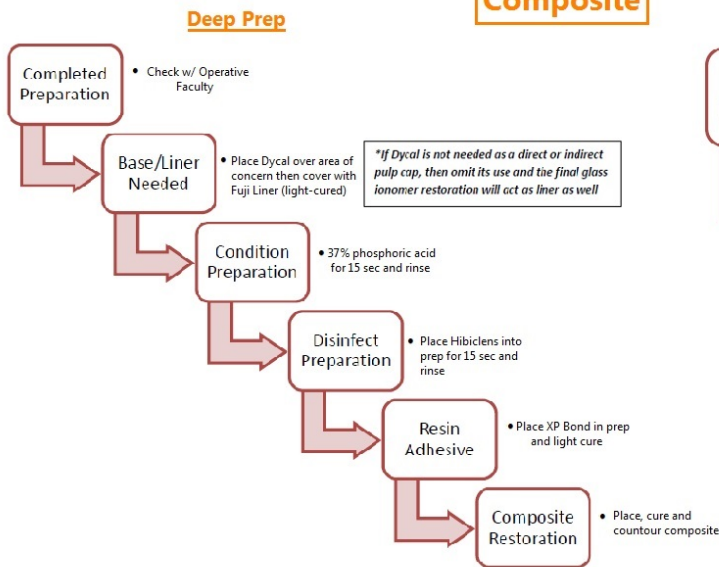 Composite
Deep Prep
Completed
Preparation
• Check w/ Operative
Faculty
Base/Liner
Needed
• Place Dycal over area of
concern then cover with
Fuji Liner (light-cured)
*If Dycal is not needed as a direct or indirect
pulp cap, then omit its use and the final glass
ionomer restoration will act as liner as well
Condition
Preparation
• 37% phosphoric acid
for 15 sec and rinse
Disinfect
Preparation
• Place Hibiclens into
prep for 15 sec and
rinse
Resin
Adhesive
• Place XP Bond in prep
and light cure
Composite
Restoration
• Place, cure and
countour composite